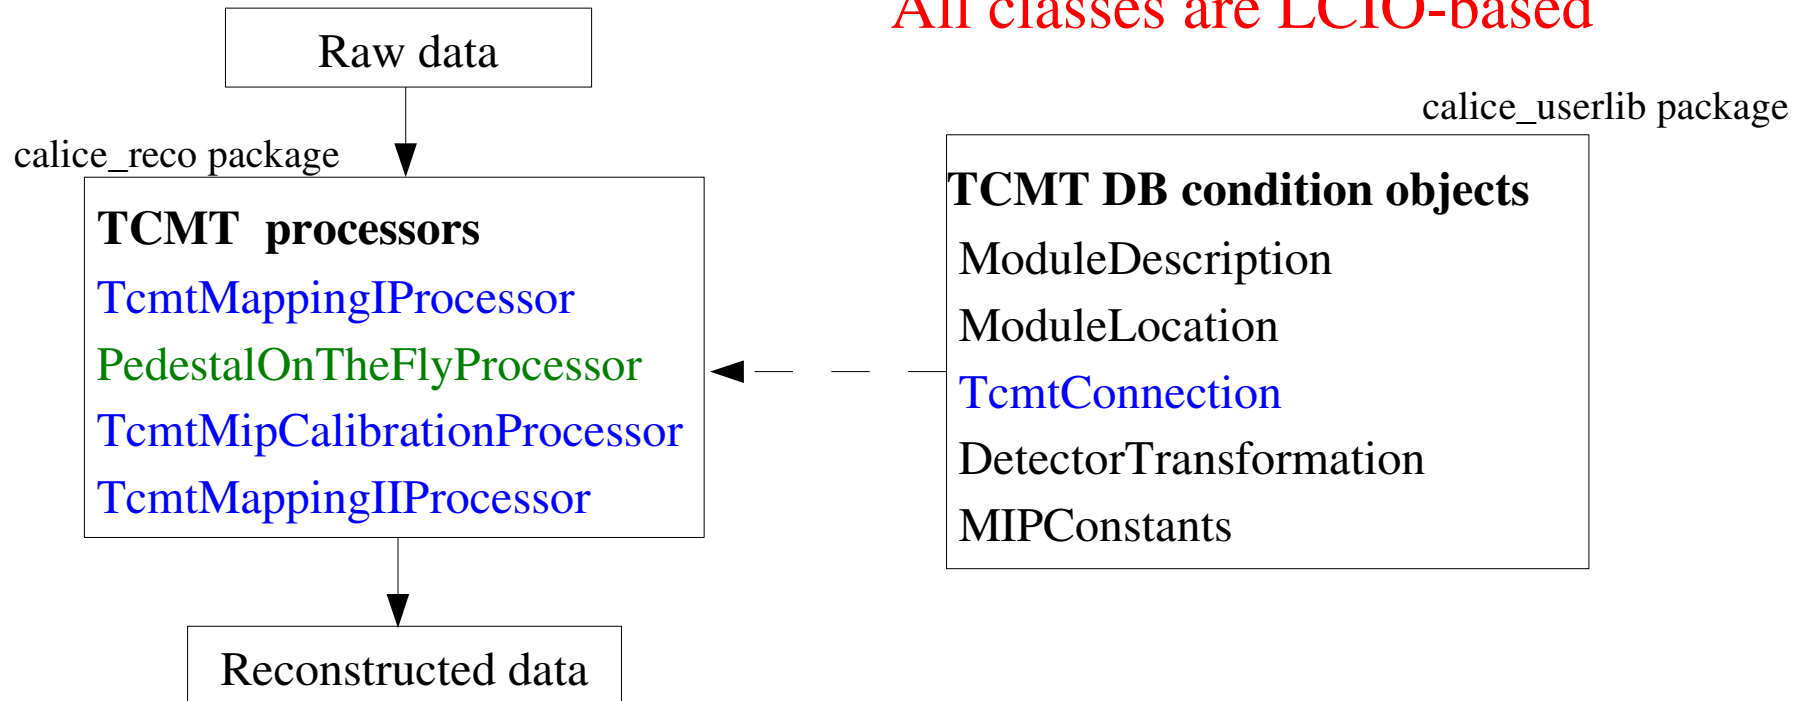 All classes are LCIO-based
Raw data
calice_userlib package
calice_reco package
TCMT processors
TcmtMappingIProcessor
PedestalOnTheFlyProcessor
TcmtMipCalibrationProcessor
TcmtMappingIIProcessor
TCMT DB condition objects
ModuleDescription
ModuleLocation
TcmtConnection
DetectorTransformation
MIPConstants
Reconstructed data